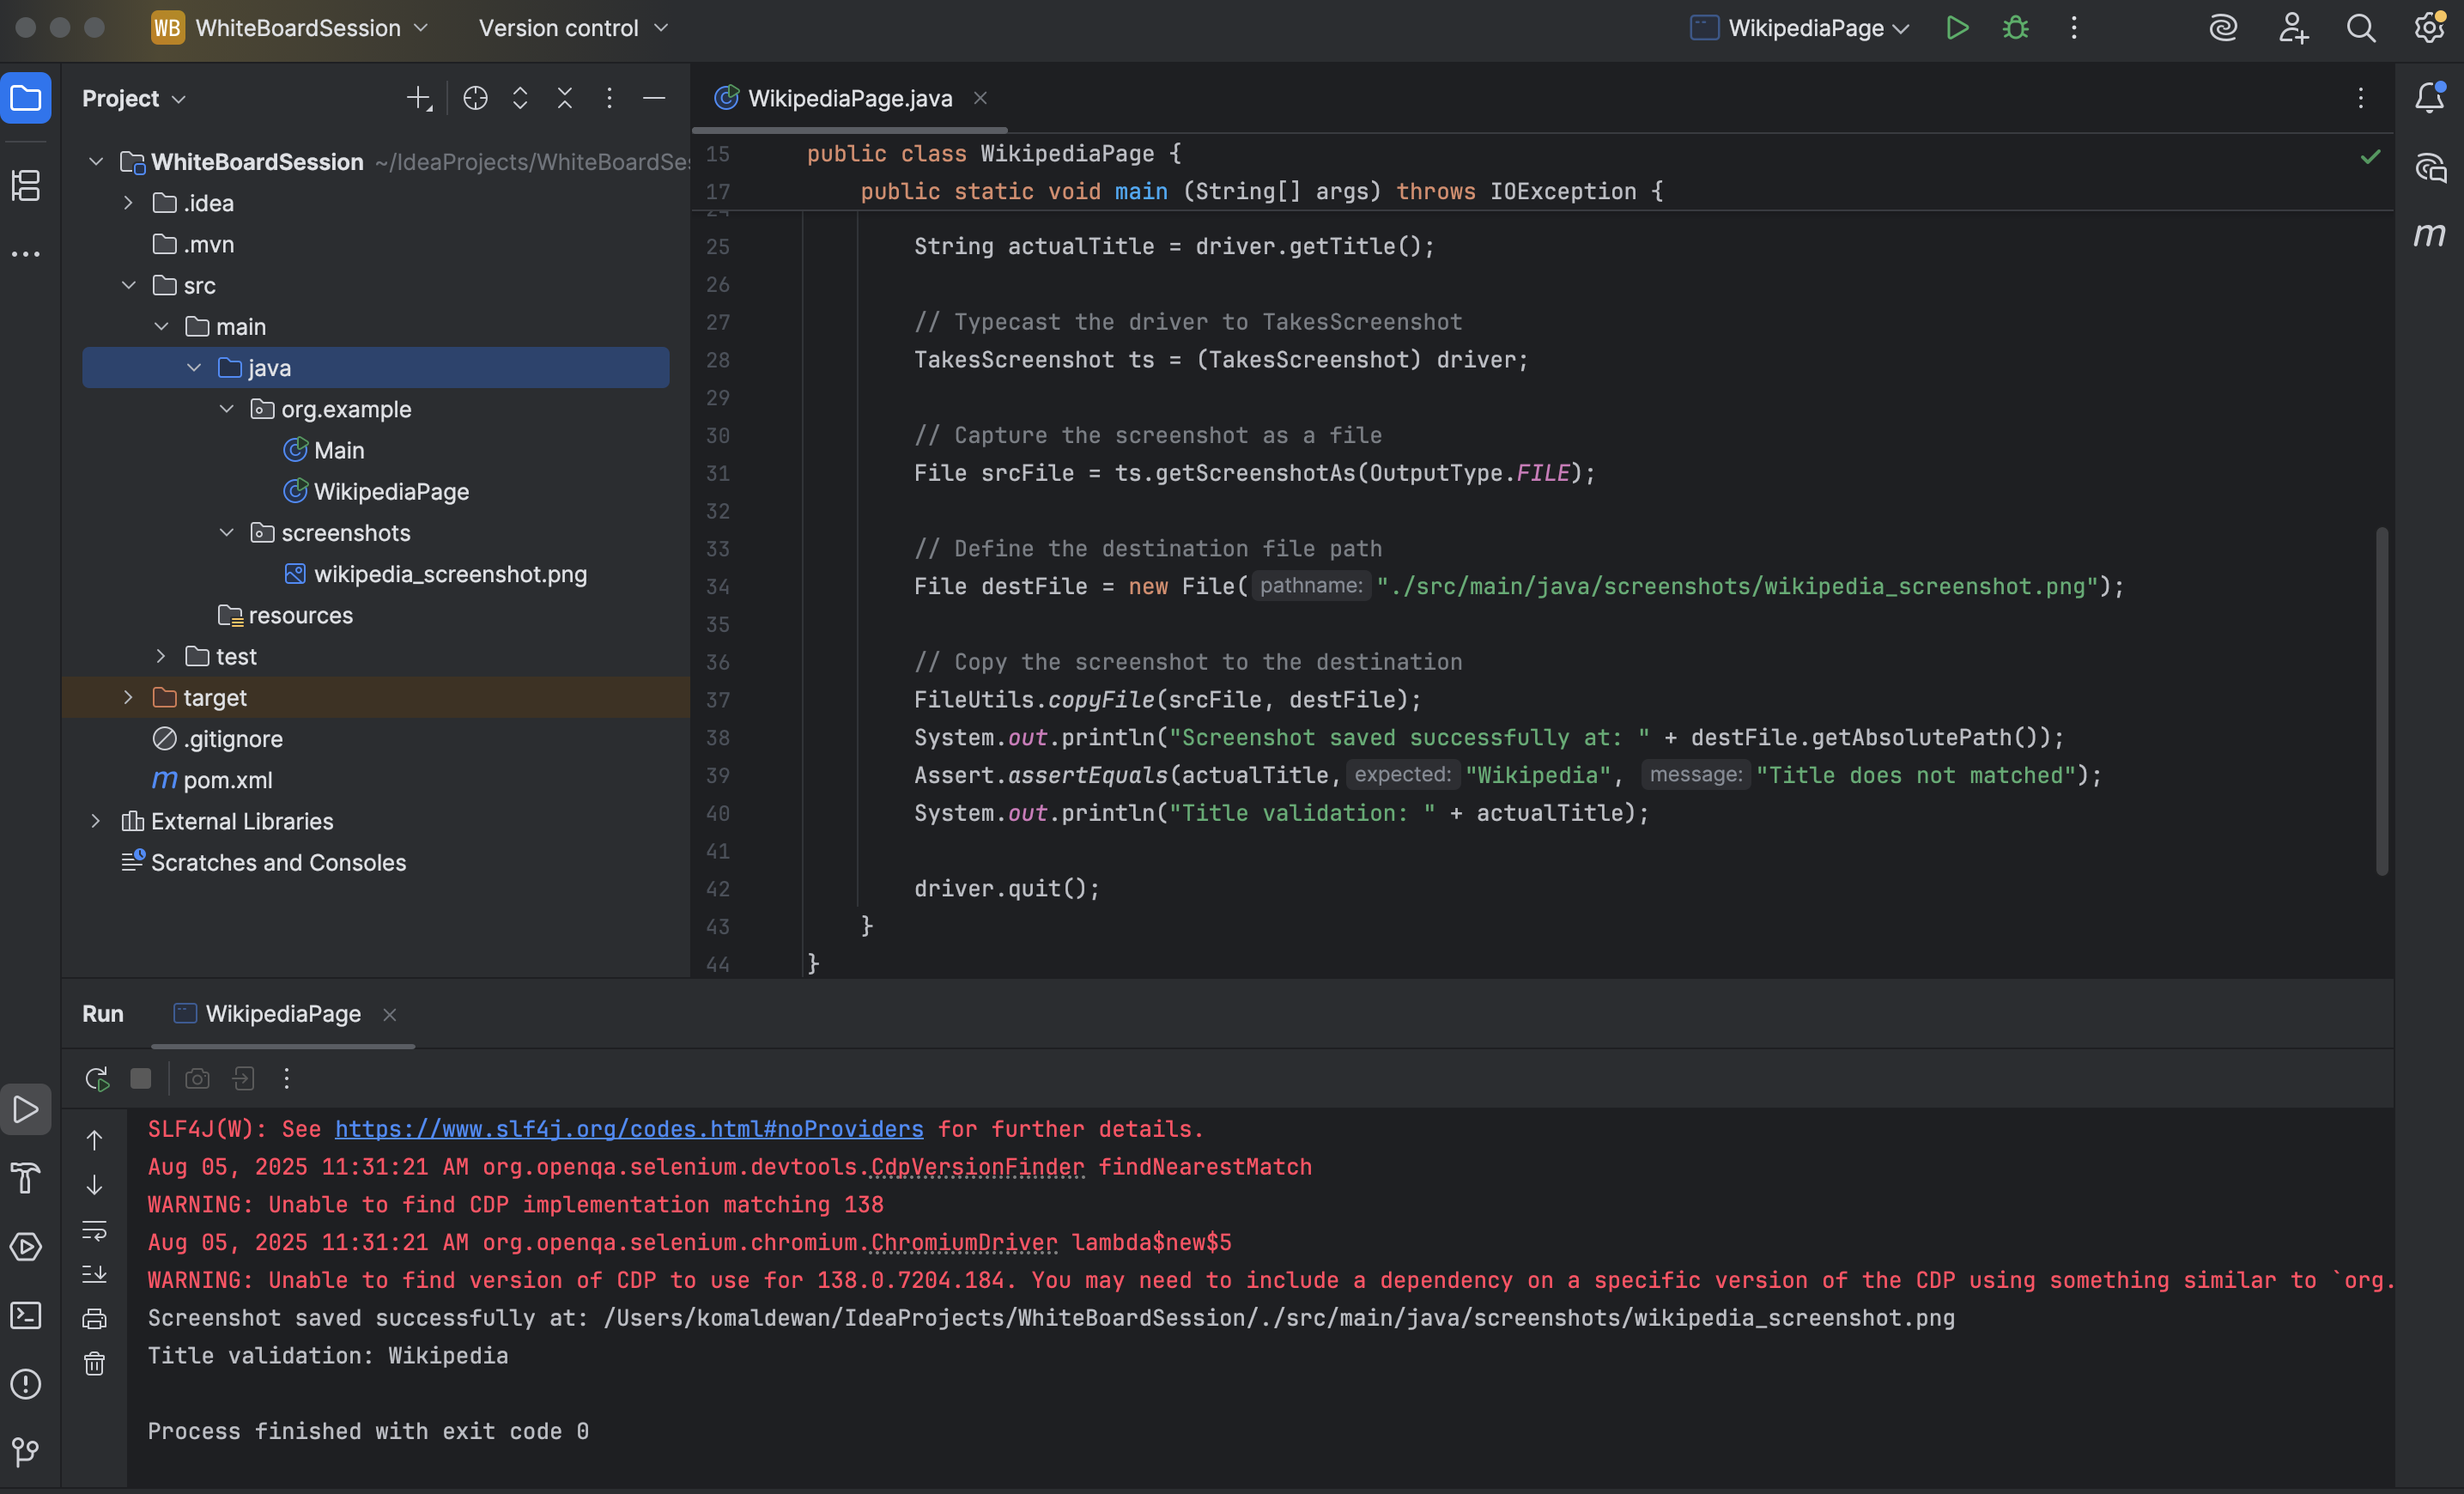 WB WhiteBoardSession Version control WikipediaPage
Project
WikipediaPage.java
WhiteBoardSession ~/IdeaProjects/WhiteBoardSe
.idea
.mvn
src
main
java
org.example
Main
WikipediaPage
screenshots
wikipedia_screenshot.png
resources
test
target
.gitignore
m pom.xml
External Libraries
Scratches and Consoles
15 public class WikipediaPage {
17 public static void main (String[] args) throws IOException {
25 String actualTitle = driver.getTitle();
26
27 // Typecast the driver to TakesScreenshot
28 TakesScreenshot ts = (TakesScreenshot) driver;
29
30 // Capture the screenshot as a file
31 File srcFile = ts.getScreenshotAs(OutputType.FILE);
32
33 // Define the destination file path
34 File destFile = new File( pathname: "./src/main/java/screenshots/wikipedia_screenshot.png");
35
36 // Copy the screenshot to the destination
37 FileUtils.copyFile(srcFile, destFile);
38 System.out.println("Screenshot saved successfully at: " + destFile.getAbsolutePath());
39 Assert.assertEquals(actualTitle, expected: "Wikipedia", message: "Title does not matched");
40 System.out.println("Title validation: " + actualTitle);
41
42 driver.quit();
43 }
44 }
m
Run WikipediaPage
SLF4J(W): See https://www.slf4j.org/codes.html#noProviders for further details.
Aug 05, 2025 11:31:21 AM org.openqa.selenium.devtools.CdpVersionFinder findNearestMatch
WARNING: Unable to find CDP implementation matching 138
Aug 05, 2025 11:31:21 AM org.openqa.selenium.chromium.ChromiumDriver lambda$new$5
WARNING: Unable to find version of CDP to use for 138.0.7204.184. You may need to include a dependency on a specific version of the CDP using something similar to `org.
Screenshot saved successfully at: /Users/komaldewan/IdeaProjects/WhiteBoardSession/./src/main/java/screenshots/wikipedia_screenshot.png
Title validation: Wikipedia
Process finished with exit code 0